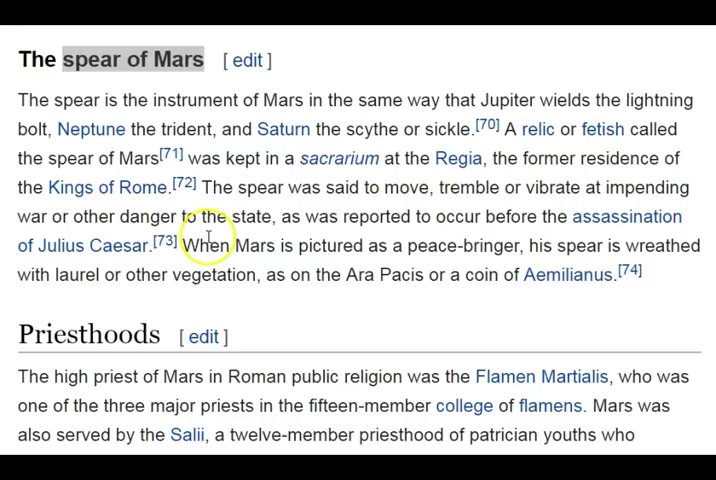 The spear of Mars [ edit ]
The spear is the instrument of Mars in the same way that Jupiter wields the lightning
bolt, Neptune the trident, and Saturn the scythe or sickle.[70] A relic or fetish called
the spear of Mars[71] was kept in a sacrarium at the Regia, the former residence of
the Kings of Rome.[72] The spear was said to move, tremble or vibrate at impending
war or other danger to the state, as was reported to occur before the assassination
of Julius Caesar.[73] When Mars is pictured as a peace-bringer, his spear is wreathed
with laurel or other vegetation, as on the Ara Pacis or a coin of Aemilianus.[74]
Priesthoods [ edit ]
The high priest of Mars in Roman public religion was the Flamen Martialis, who was
one of the three major priests in the fifteen-member college of flamens. Mars was
also served by the Salii, a twelve-member priesthood of patrician youths who